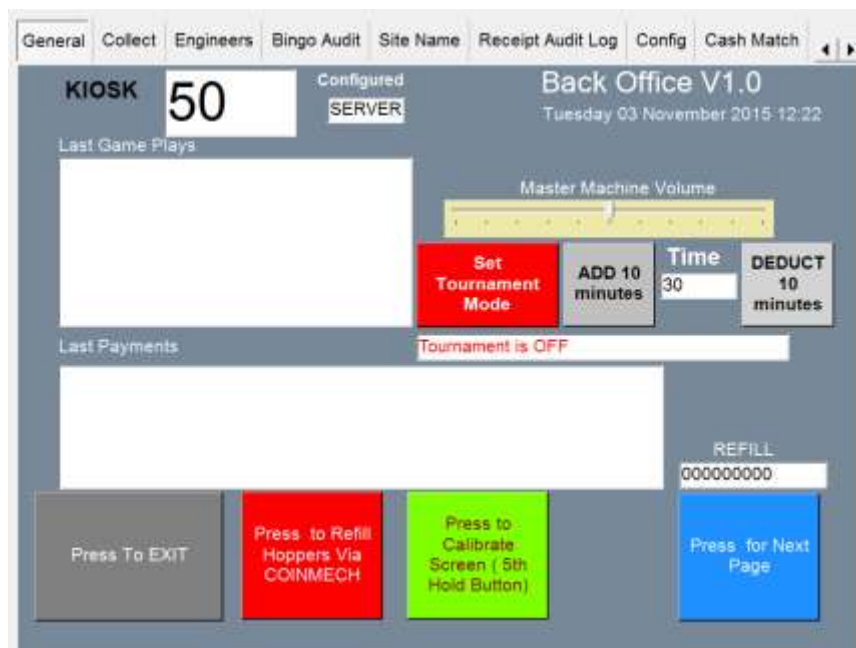 General Collect Engineers Bingo Audit Site Name Receipt Audit Log Config Cash Match
KIOSK 50 Configured Back Office V1.0
SERVER Tuesday 03 November 2015 12:22
Last Game Plays
Master Machine Volume
Set Tournament Mode
ADD 10 minutes
Time
30
DEDUCT 10 minutes
Last Payments
Tournament is OFF
REFILL
000000000
Press To EXIT
Press to Refill
Hoppers Via
COINMECH
Press to
Calibrate
Screen ( 5th
Hold Button)
Press for Next
Page